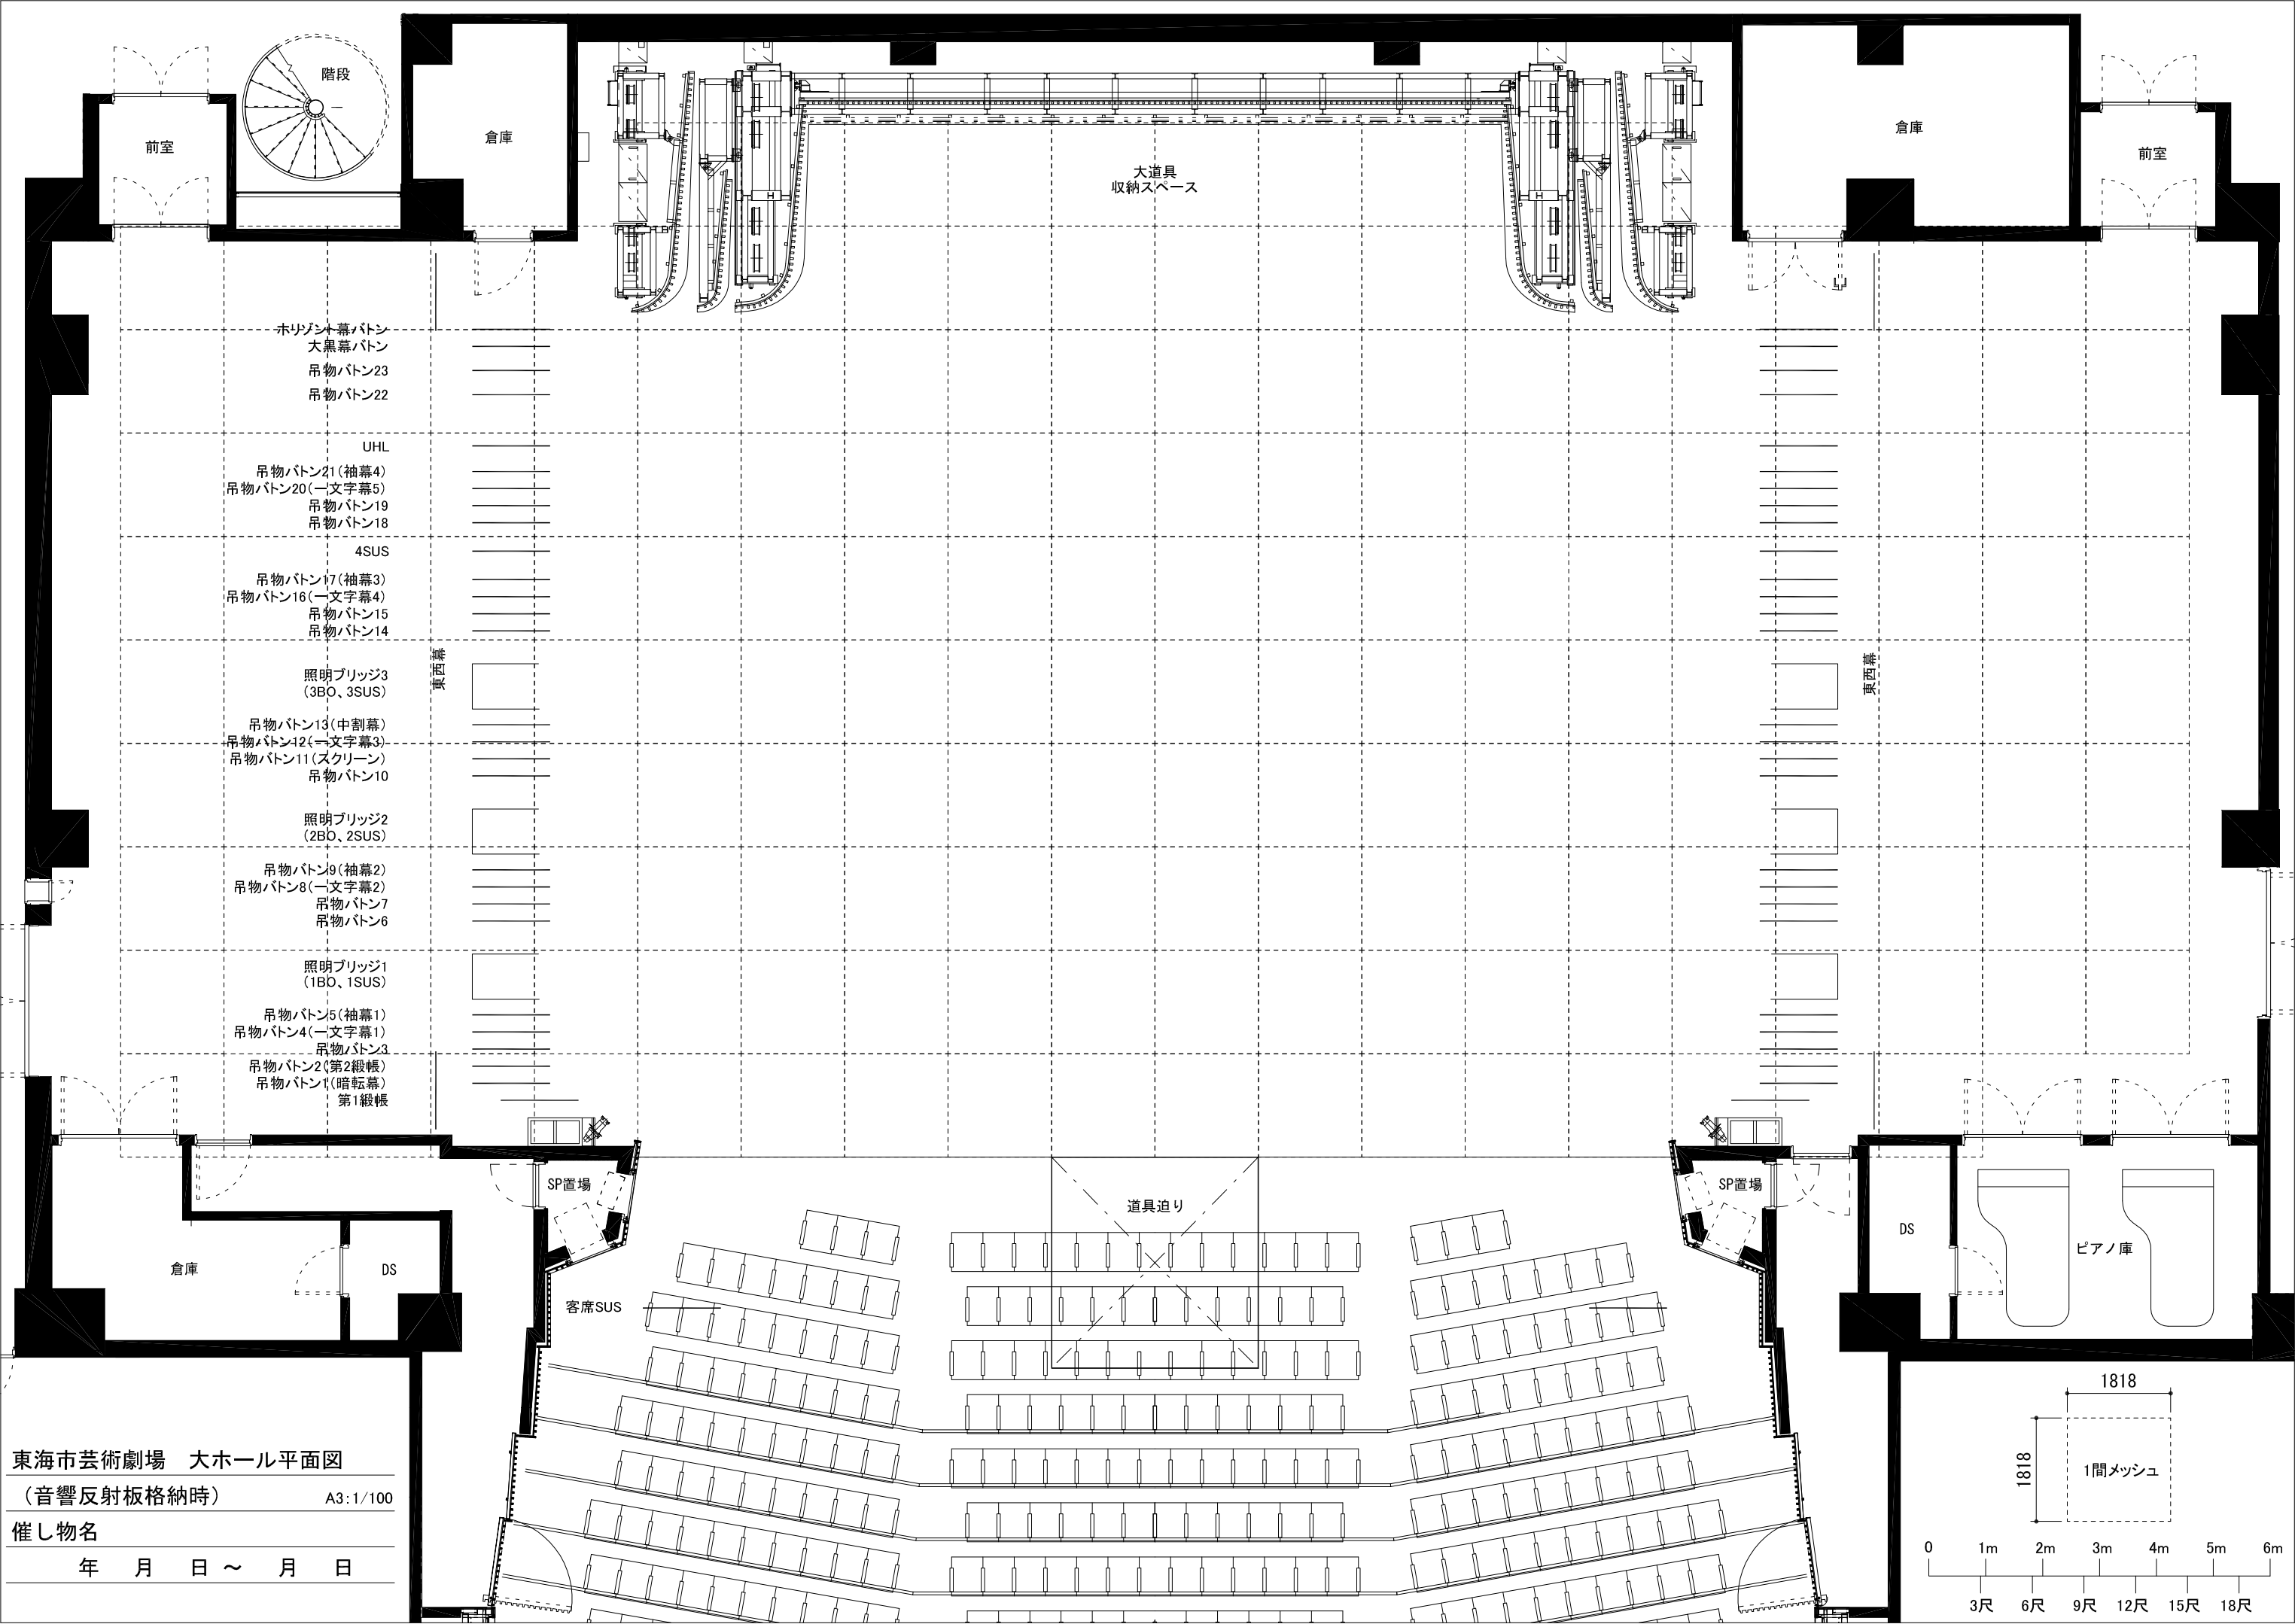 階段
前室
倉庫
倉庫
前室
大道具
収納スペース
ホリゾント幕バトン
大黒幕バトン
吊物バトン23
吊物バトン22
UHL
吊物バトン21(袖幕4)
吊物バトン20(一文字幕5)
吊物バトン19
吊物バトン18
4SUS
吊物バトン17(袖幕3)
吊物バトン16(一文字幕4)
吊物バトン15
吊物バトン14
東西幕
東西幕
照明ブリッジ3
(3BO、3SUS)
吊物バトン13(中割幕)
吊物バトン12(一文字幕3)
吊物バトン11(スクリーン)
吊物バトン10
照明ブリッジ2
(2BO、2SUS)
吊物バトン9(袖幕2)
吊物バトン8(一文字幕2)
吊物バトン7
吊物バトン6
照明ブリッジ1
(1BO、1SUS)
吊物バトン5(袖幕1)
吊物バトン4(一文字幕1)
吊物バトン3
吊物バトン2(第2緞帳)
吊物バトン1(暗転幕)
第1緞帳
SP置場
道具迫り
SP置場
倉庫
DS
DS
ピアノ庫
客席SUS
1818
1818
1間メッシュ
東海市芸術劇場 大ホール平面図
(音響反射板格納時) A3:1/100
催し物名
年 月 日 ~ 月 日
0 1m 2m 3m 4m 5m 6m
3尺 6尺 9尺 12尺 15尺 18尺